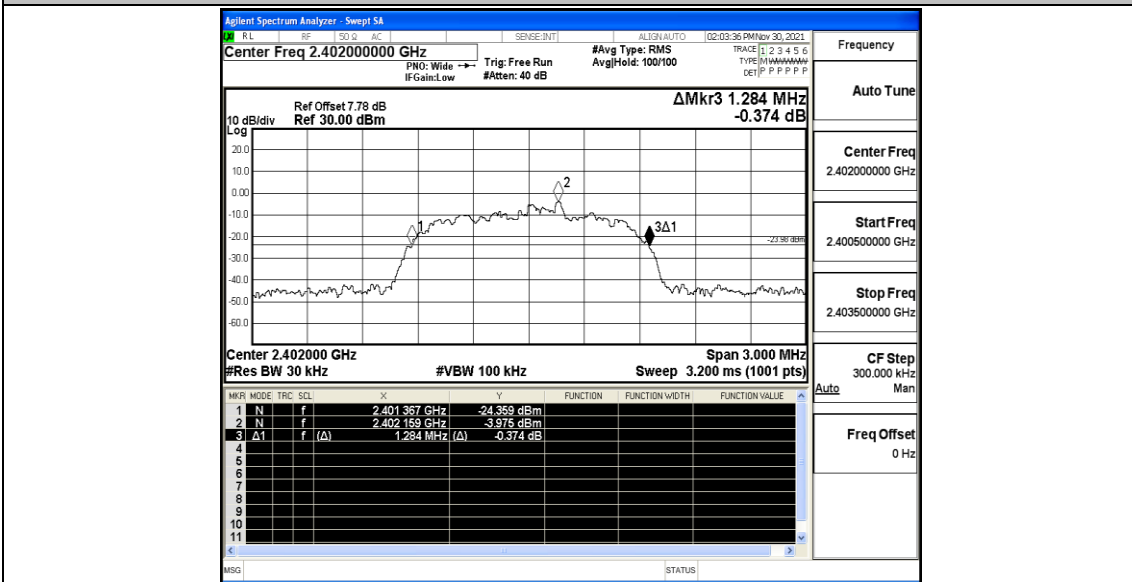 Agilent Spectrum Analyzer - Swept SA
LXI RL RF 50 Ω AC SENSE:INT ALIGN AUTO 02:03:36 PM Nov 30, 2021
Center Freq 2.402000000 GHz
PNO: Wide
IFGain:Low
Trig: Free Run
#Atten: 40 dB
#Avg Type: RMS
Avg|Hold: 100/100
TRACE 1 2 3 4 5 6
TYPE M WWWWW
DET P P P P P P
Ref Offset 7.78 dB
10 dB/div Ref 30.00 dBm
Log
ΔMkr3 1.284 MHz
-0.374 dB
20.0
10.0
0.00
-10.0
-20.0
-30.0
-40.0
-50.0
-60.0
1
2
3Δ1
-23.98 dBm
Center 2.402000 GHz Span 3.000 MHz
#Res BW 30 kHz #VBW 100 kHz Sweep 3.200 ms (1001 pts)
MKR MODE TRC SCL X Y FUNCTION FUNCTION WIDTH FUNCTION VALUE
1 N f 2.401 367 GHz -24.359 dBm
2 N f 2.402 159 GHz -3.975 dBm
3 Δ1 f (Δ) 1.284 MHz (Δ) -0.374 dB
4
5
6
7
8
9
10
11
MSG STATUS
Frequency
Auto Tune
Center Freq
2.402000000 GHz
Start Freq
2.400500000 GHz
Stop Freq
2.403500000 GHz
CF Step
300.000 kHz
Auto Man
Freq Offset
0 Hz